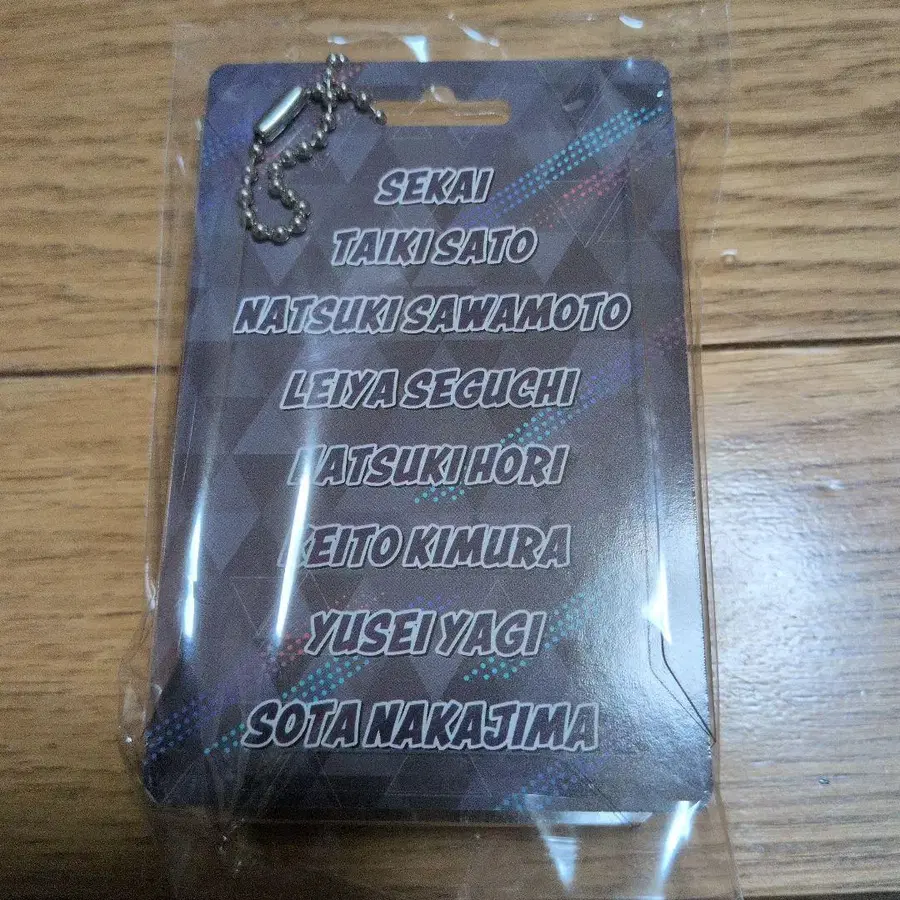 SEKAI
TAIKI SATO
NATSUKI SAWAMOTO
LEIYA SEGUCHI
NATSUKI HORI
KEITO KIMURA
YUSEI YAGI
SOTA NAKAJIMA